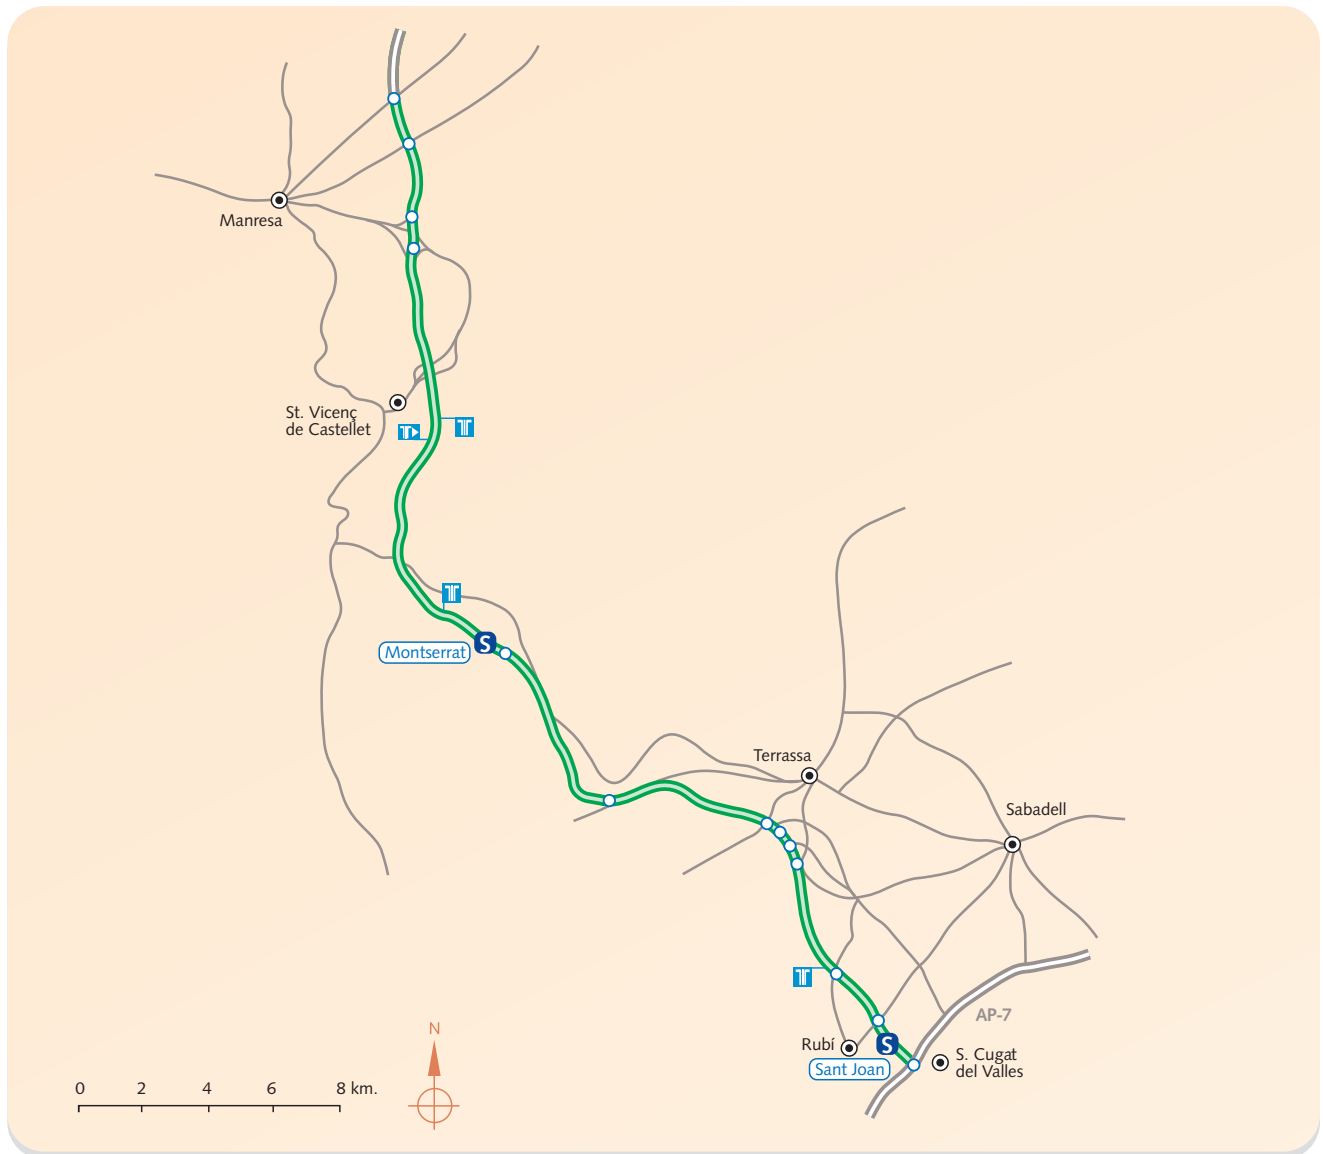 Manresa
St. Vicenç
de Castellet
T
T
T
S
Montserrat
Terrassa
Sabadell
T
AP-7
Rubí
S
Sant Joan
S. Cugat
del Valles
N
0 2 4 6 8 km.